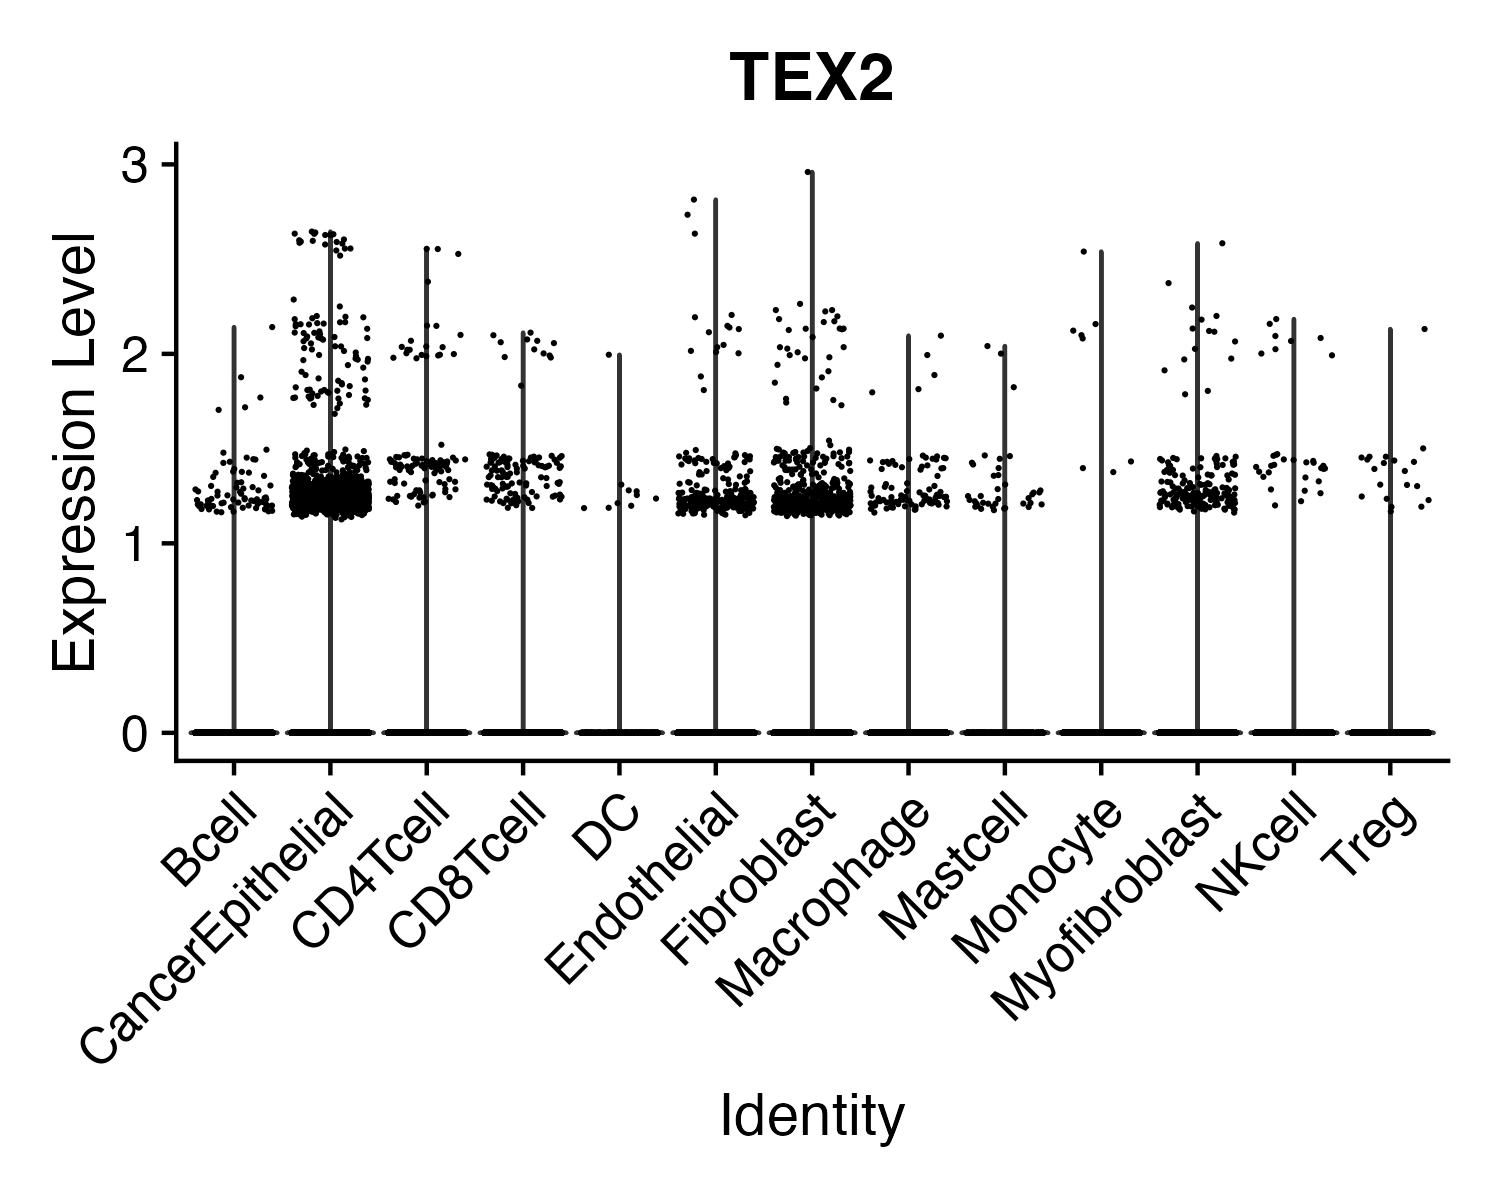 TEX2
Expression Level
3
2
1
0
Bcell
CancerEpithelial
CD4Tcell
CD8Tcell
DC
Endothelial
Fibroblast
Macrophage
Mastcell
Monocyte
Myofibroblast
NKcell
Treg
Identity